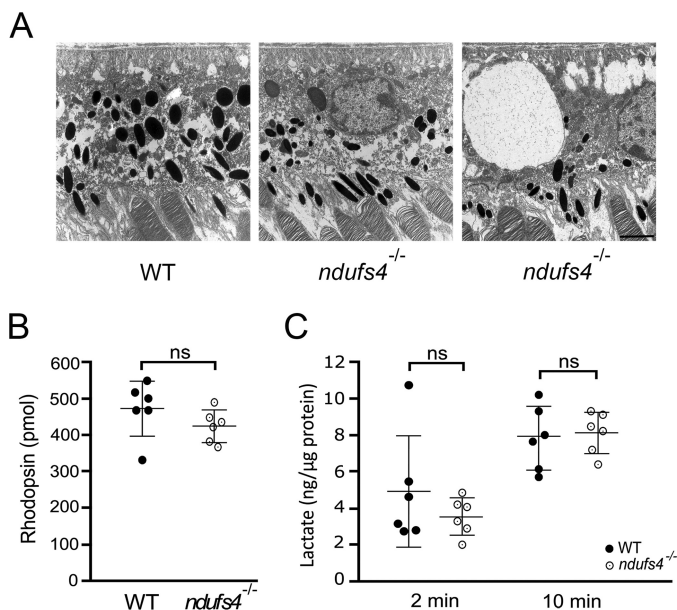 A
WT
ndufs4-/-
ndufs4-/-
B
ns
Rhodopsin (pmol)
600
500
400
300
200
100
0
WT
ndufs4-/-
C
ns
ns
Lactate (ng/µg protein)
12
10
8
6
4
2
0
WT
ndufs4-/-
2 min
10 min